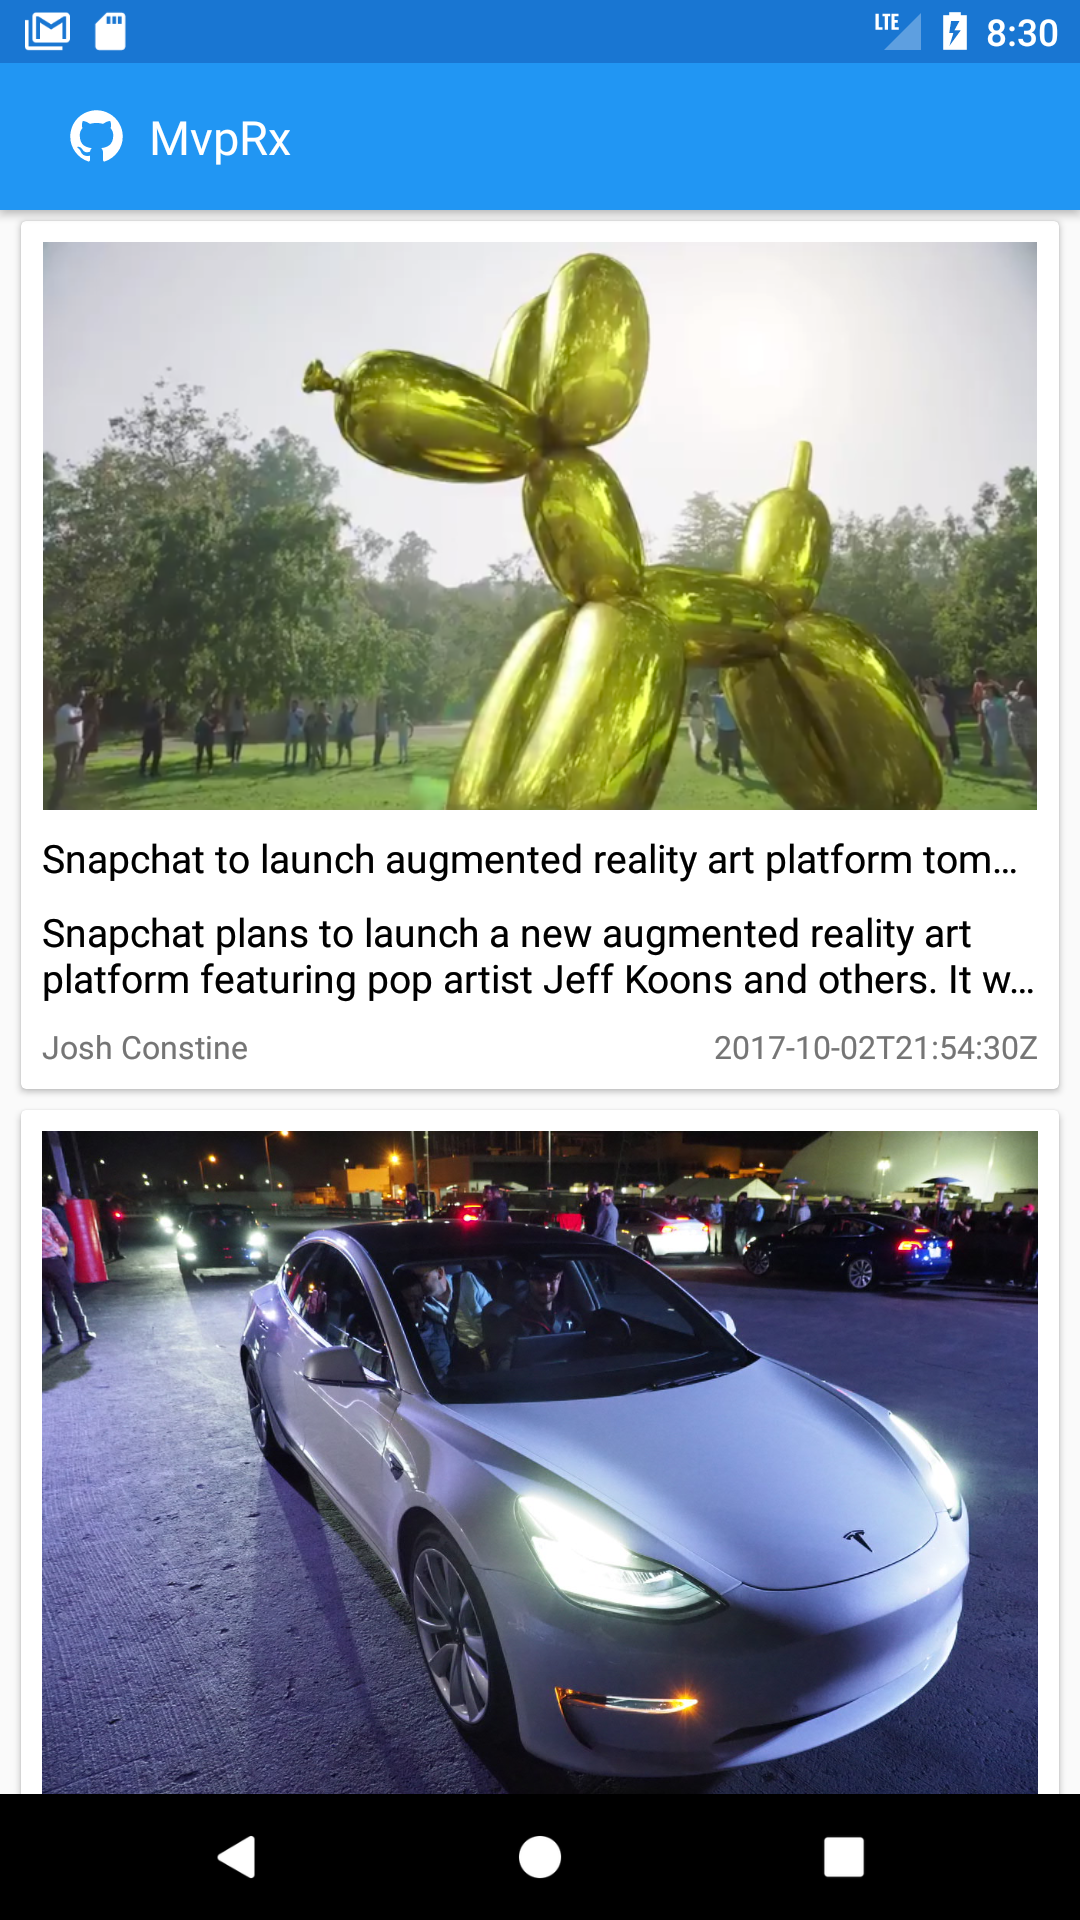 LTE 8:30
MvpRx
Snapchat to launch augmented reality art platform tom...
Snapchat plans to launch a new augmented reality art
platform featuring pop artist Jeff Koons and others. It w...
Josh Constine 2017-10-02T21:54:30Z